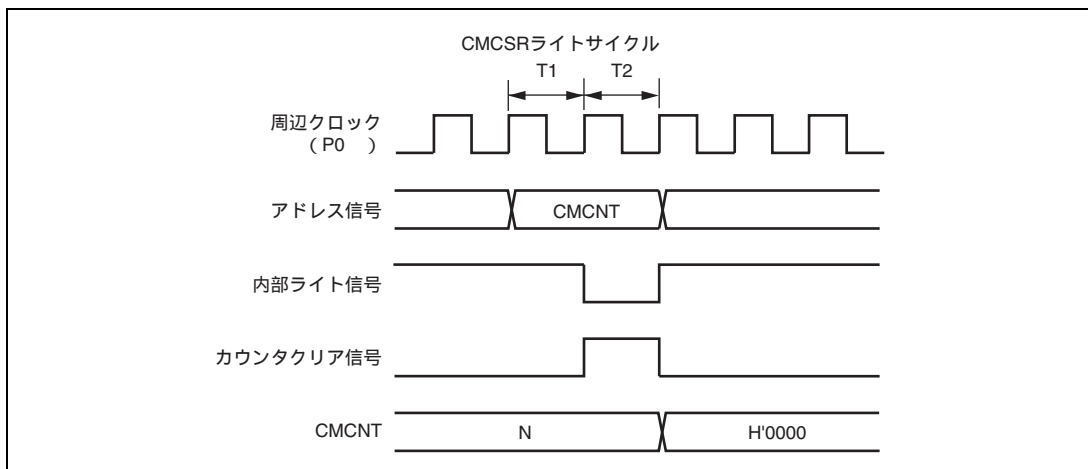 CMCSRライトサイクル
T1 T2
周辺クロック
( P0 )
アドレス信号 CMCNT
内部ライト信号
カウンタクリア信号
CMCNT N H'0000